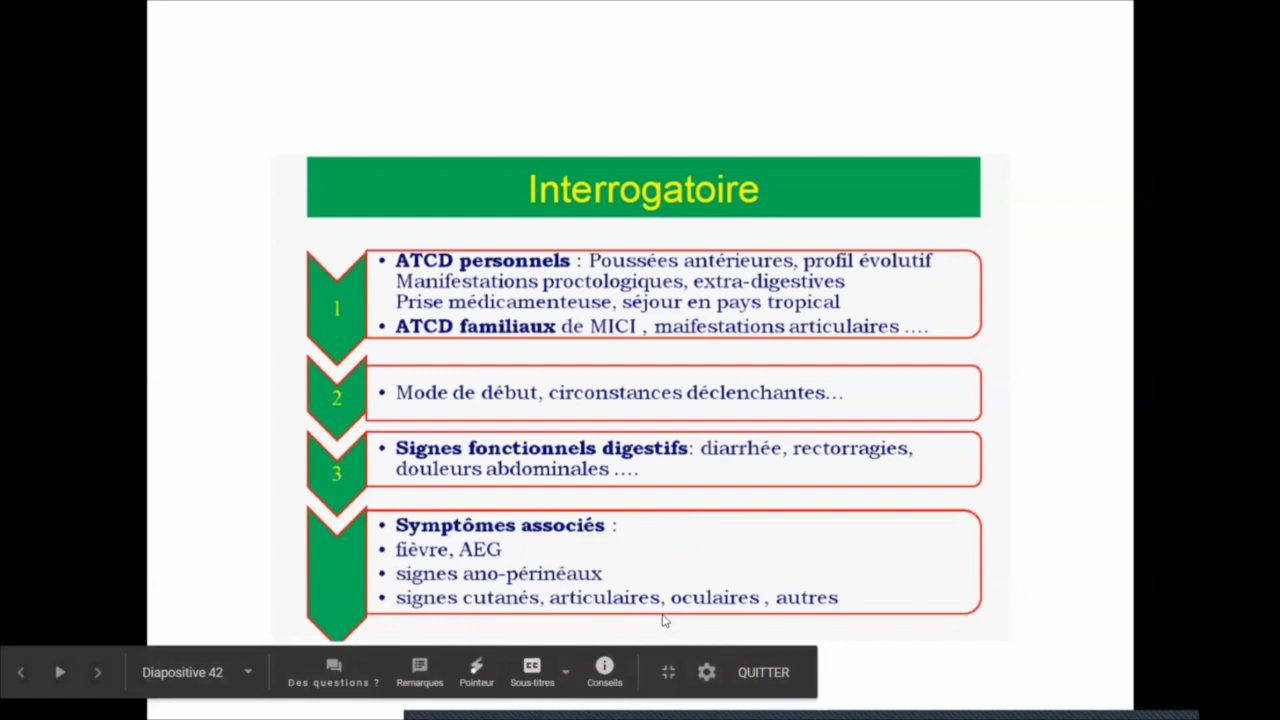 Interrogatoire
1
• ATCD personnels : Poussées antérieures, profil évolutif
Manifestations proctologiques, extra-digestives
Prise médicamenteuse, séjour en pays tropical
• ATCD familiaux de MICI , maifestations articulaires ….
2
• Mode de début, circonstances déclenchantes…
3
• Signes fonctionnels digestifs: diarrhée, rectorragies,
douleurs abdominales ….
• Symptômes associés :
• fièvre, AEG
• signes ano-périnéaux
• signes cutanés, articulaires, oculaires , autres
Diapositive 42
Des questions ?
Remarques
Pointeur
CC
Sous-titres
Conseils
QUITTER